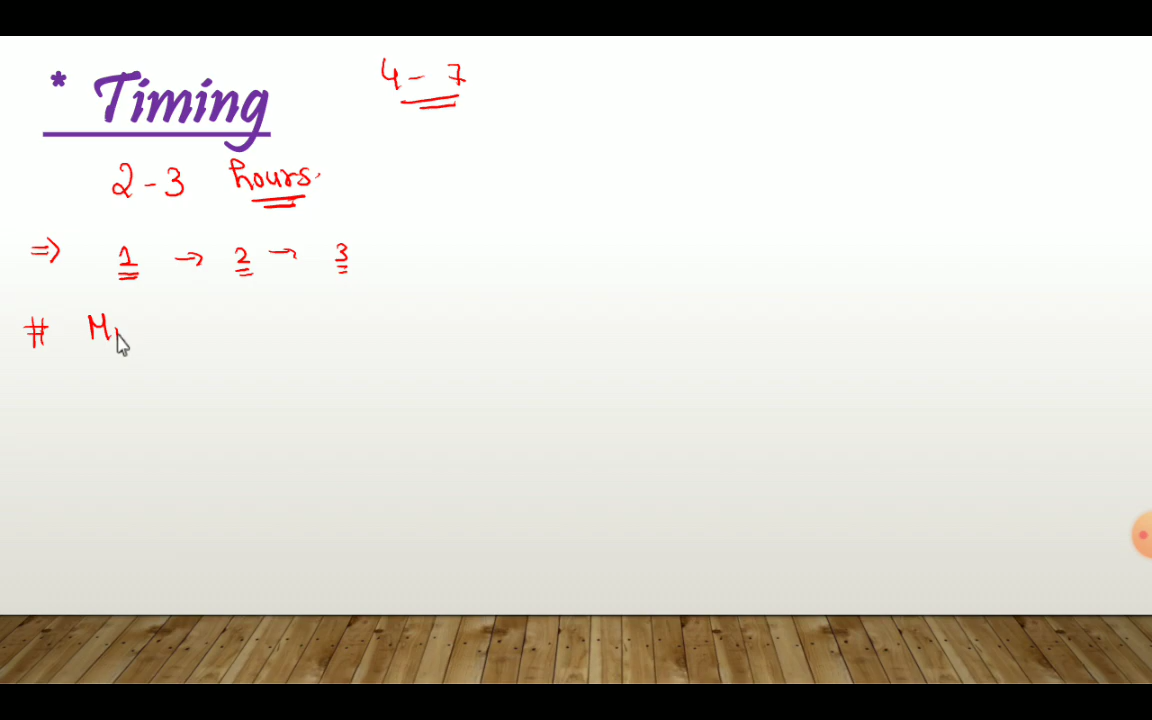 * Timing
4 - 7
2 - 3 hours.
⇒ 1 → 2 → 3
# M